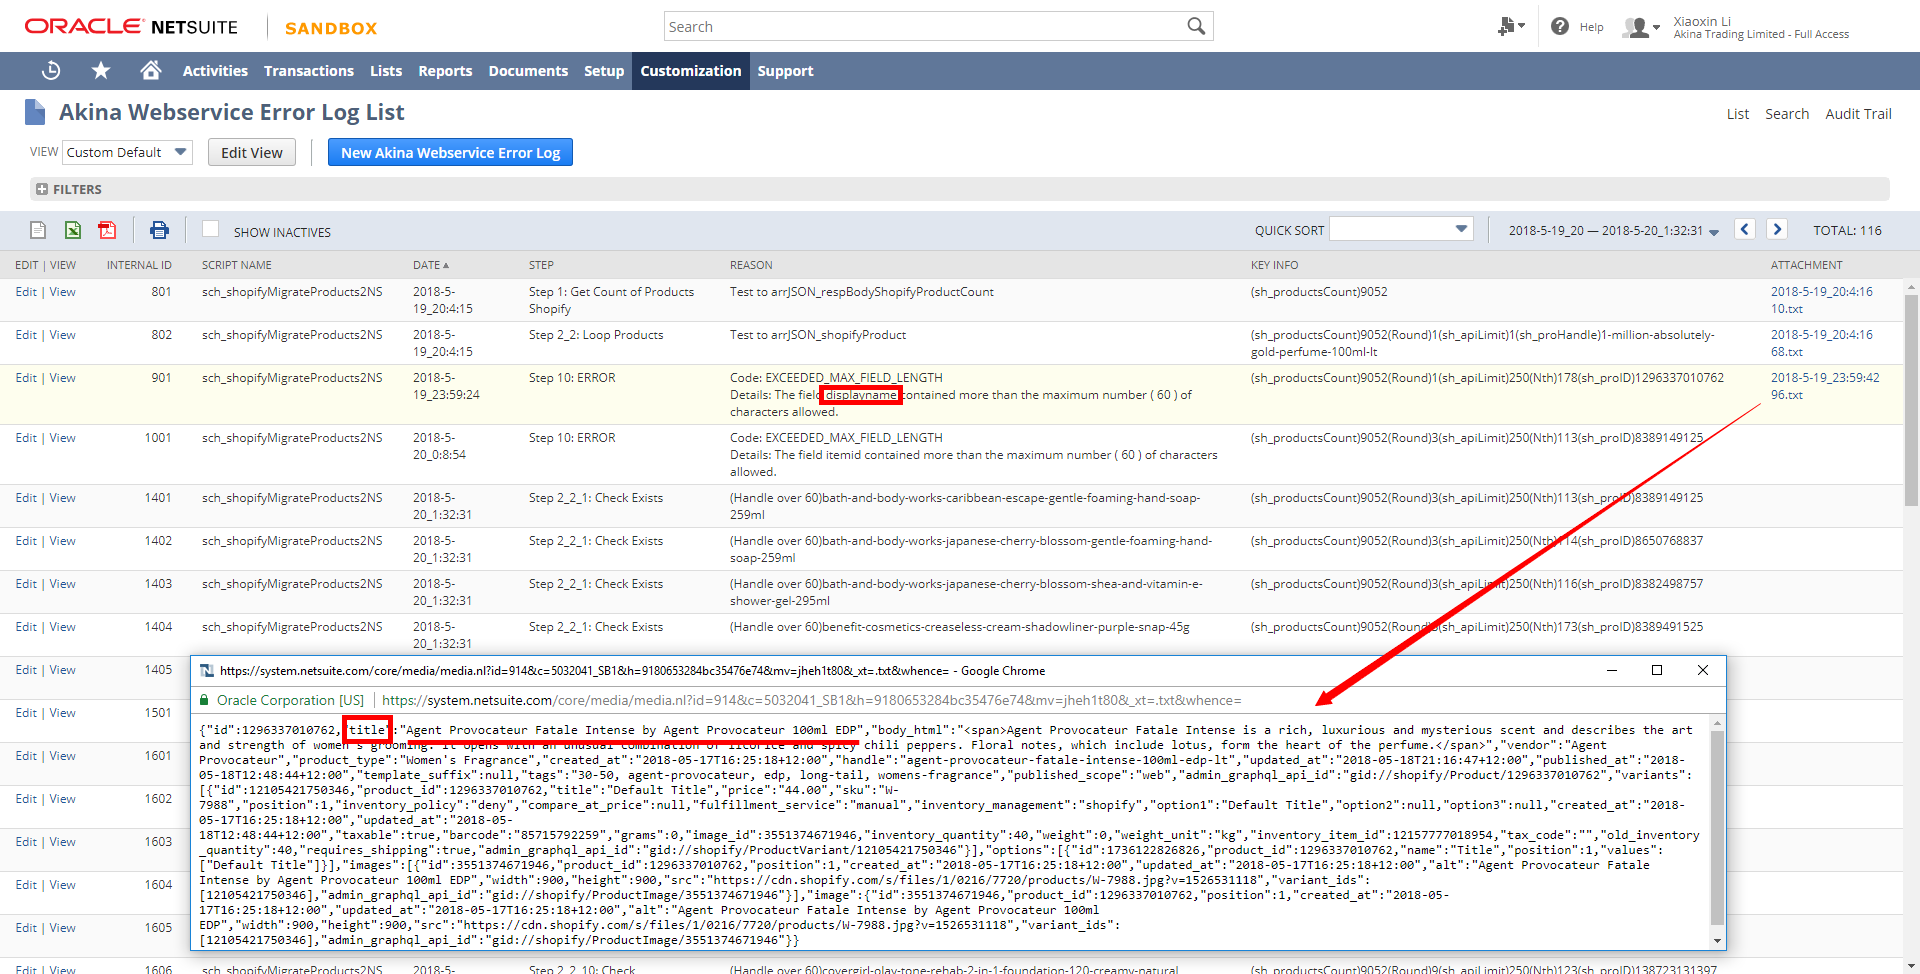 ORACLE NETSUITE SANDBOX
Search
Help
Xiaoxin Li
Akina Trading Limited - Full Access
Activities Transactions Lists Reports Documents Setup Customization Support
Akina Webservice Error Log List
List Search Audit Trail
VIEW Custom Default Edit View New Akina Webservice Error Log
FILTERS
SHOW INACTIVES QUICK SORT 2018-5-19_20 — 2018-5-20_1:32:31 TOTAL: 116
EDIT | VIEW INTERNAL ID SCRIPT NAME DATE STEP REASON KEY INFO ATTACHMENT
Edit | View 801 sch_shopifyMigrateProducts2NS 2018-5- Step 1: Get Count of Products Test to arrJSON_respBodyShopifyProductCount (sh_productsCount)9052 2018-5-19_20:4:16
19_20:4:15 Shopify 10.txt
Edit | View 802 sch_shopifyMigrateProducts2NS 2018-5- Step 2_2: Loop Products Test to arrJSON_shopifyProduct (sh_productsCount)9052(Round)1(sh_apiLimit)1(sh_proHandle)1-million-absolutely- 2018-5-19_20:4:16
19_20:4:15 gold-perfume-100ml-lt 68.txt
Edit | View 901 sch_shopifyMigrateProducts2NS 2018-5- Step 10: ERROR Code: EXCEEDED_MAX_FIELD_LENGTH (sh_productsCount)9052(Round)1(sh_apiLimit)250(Nth)178(sh_proID)1296337010762 2018-5-19_23:59:42
19_23:59:24 Details: The field displayname contained more than the maximum number ( 60 ) of 96.txt
characters allowed.
Edit | View 1001 sch_shopifyMigrateProducts2NS 2018-5- Step 10: ERROR Code: EXCEEDED_MAX_FIELD_LENGTH (sh_productsCount)9052(Round)3(sh_apiLimit)250(Nth)113(sh_proID)8389149125
20_0:8:54 Details: The field itemid contained more than the maximum number ( 60 ) of characters
allowed.
Edit | View 1401 sch_shopifyMigrateProducts2NS 2018-5- Step 2_2_1: Check Exists (Handle over 60)bath-and-body-works-caribbean-escape-gentle-foaming-hand-soap- (sh_productsCount)9052(Round)3(sh_apiLimit)250(Nth)113(sh_proID)8389149125
20_1:32:31 259ml
Edit | View 1402 sch_shopifyMigrateProducts2NS 2018-5- Step 2_2_1: Check Exists (Handle over 60)bath-and-body-works-japanese-cherry-blossom-gentle-foaming-hand- (sh_productsCount)9052(Round)3(sh_apiLimit)250(Nth)114(sh_proID)8650768837
20_1:32:31 soap-259ml
Edit | View 1403 sch_shopifyMigrateProducts2NS 2018-5- Step 2_2_1: Check Exists (Handle over 60)bath-and-body-works-japanese-cherry-blossom-shea-and-vitamin-e- (sh_productsCount)9052(Round)3(sh_apiLimit)250(Nth)116(sh_proID)8382498757
20_1:32:31 shower-gel-295ml
Edit | View 1404 sch_shopifyMigrateProducts2NS 2018-5- Step 2_2_1: Check Exists (Handle over 60)benefit-cosmetics-creaseless-cream-shadowliner-purple-snap-45g (sh_productsCount)9052(Round)3(sh_apiLimit)250(Nth)173(sh_proID)8389491525
20_1:32:31
Edit | View 1405
Edit | View 1501
Edit | View 1601
Edit | View 1602
Edit | View 1603
Edit | View 1604
Edit | View 1605
https://system.netsuite.com/core/media/media.nl?id=914&c=5032041_SB1&h=9180653284bc35476e74&mv=jheh1t80&_xt=.txt&whence= - Google Chrome
Oracle Corporation [US] https://system.netsuite.com/core/media/media.nl?id=914&c=5032041_SB1&h=9180653284bc35476e74&mv=jheh1t80&_xt=.txt&whence=
{"id":1296337010762,"title":"Agent Provocateur Fatale Intense by Agent Provocateur 100ml EDP","body_html":"<span>Agent Provocateur Fatale Intense is a rich, luxurious and mysterious scent and describes the art
and strength of women's grooming. It opens with an unusual combination of licorice and spicy chili peppers. Floral notes, which include lotus, form the heart of the perfume.</span>","vendor":"Agent
Provocateur","product_type":"Women's Fragrance","created_at":"2018-05-17T16:25:18+12:00","handle":"agent-provocateur-fatale-intense-100ml-edp-lt","updated_at":"2018-05-18T21:16:47+12:00","published_at":"2018-
05-18T12:48:44+12:00","template_suffix":null,"tags":"30-50, agent-provocateur, edp, long-tail, womens-fragrance","published_scope":"web","admin_graphql_api_id":"gid://shopify/Product/1296337010762","variants":
[{"id":12105421750346,"product_id":1296337010762,"title":"Default Title","price":"44.00","sku":"W-
7988","position":1,"inventory_policy":"deny","compare_at_price":null,"fulfillment_service":"manual","inventory_management":"shopify","option1":"Default Title","option2":null,"option3":null,"created_at":"2018-
05-17T16:25:18+12:00","updated_at":"2018-05-
18T12:48:44+12:00","taxable":true,"barcode":"85715792259","grams":0,"image_id":3551374671946,"inventory_quantity":40,"weight":0,"weight_unit":"kg","inventory_item_id":12157777018954,"tax_code":"","old_inventory
_quantity":40,"requires_shipping":true,"admin_graphql_api_id":"gid://shopify/ProductVariant/12105421750346"}],"options":[{"id":1736122826826,"product_id":1296337010762,"name":"Title","position":1,"values":
["Default Title"]}],"images":[{"id":3551374671946,"product_id":1296337010762,"position":1,"created_at":"2018-05-17T16:25:18+12:00","updated_at":"2018-05-17T16:25:18+12:00","alt":"Agent Provocateur Fatale
Intense by Agent Provocateur 100ml EDP","width":900,"height":900,"src":"https://cdn.shopify.com/s/files/1/0216/7720/products/W-7988.jpg?v=1526531118","variant_ids":
[12105421750346],"admin_graphql_api_id":"gid://shopify/ProductImage/3551374671946"}],"image":{"id":3551374671946,"product_id":1296337010762,"position":1,"created_at":"2018-05-
17T16:25:18+12:00","updated_at":"2018-05-17T16:25:18+12:00","alt":"Agent Provocateur Fatale Intense by Agent Provocateur 100ml
EDP","width":900,"height":900,"src":"https://cdn.shopify.com/s/files/1/0216/7720/products/W-7988.jpg?v=1526531118","variant_ids":
[12105421750346],"admin_graphql_api_id":"gid://shopify/ProductImage/3551374671946"}}
Edit | View 1606 sch_shopifyMigrateProducts2NS 2018-5- Step 2_2_10: Check (Handle over 60)covergirl-olay-tone-rehab-2-in-1-foundation-120-creamy-natural (sh_productsCount)9052(Round)9(sh_apiLimit)250(Nth)123(sh_proID)138723131397